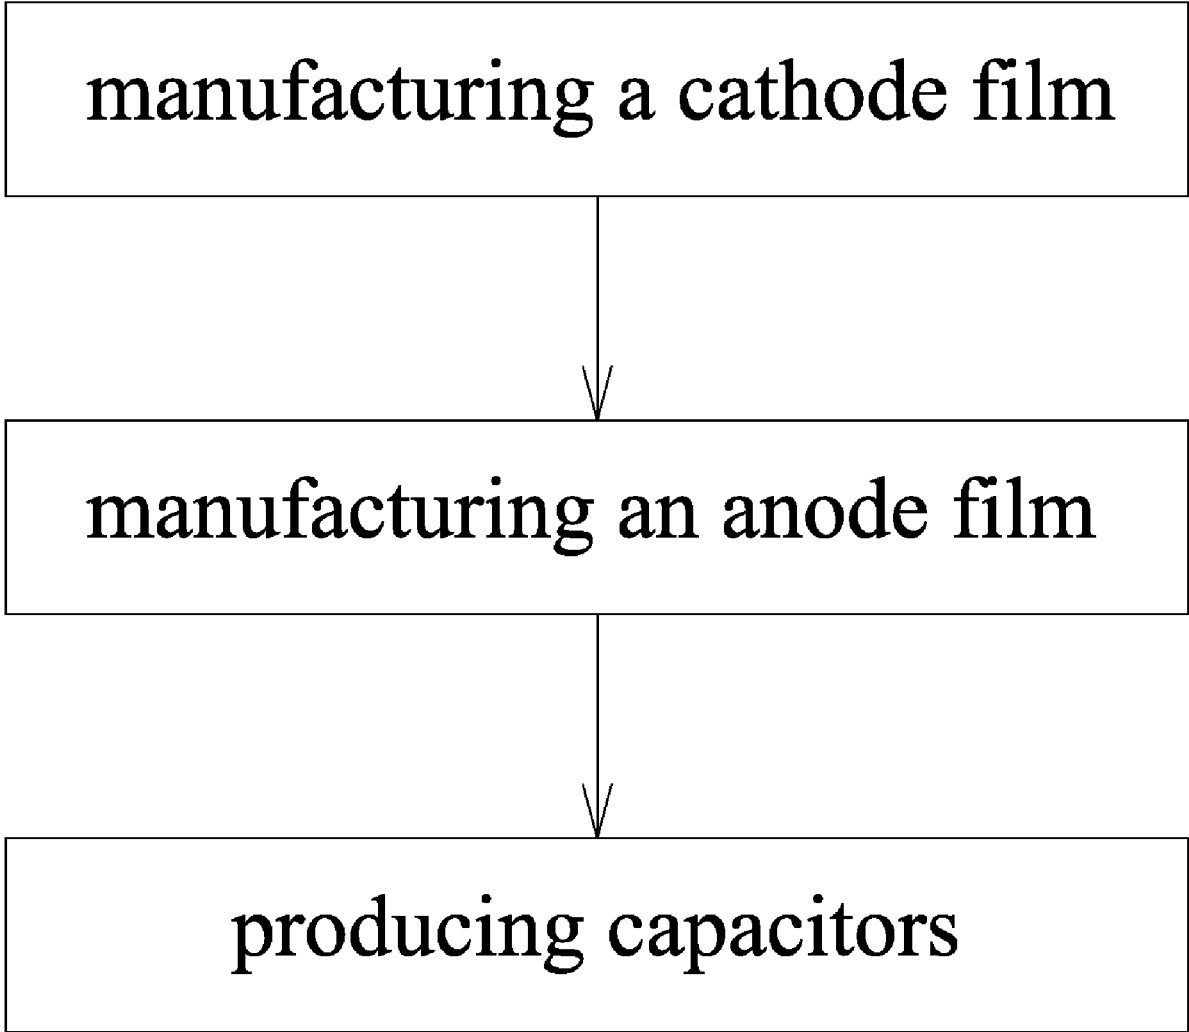 manufacturing a cathode film
manufacturing an anode film
producing capacitors